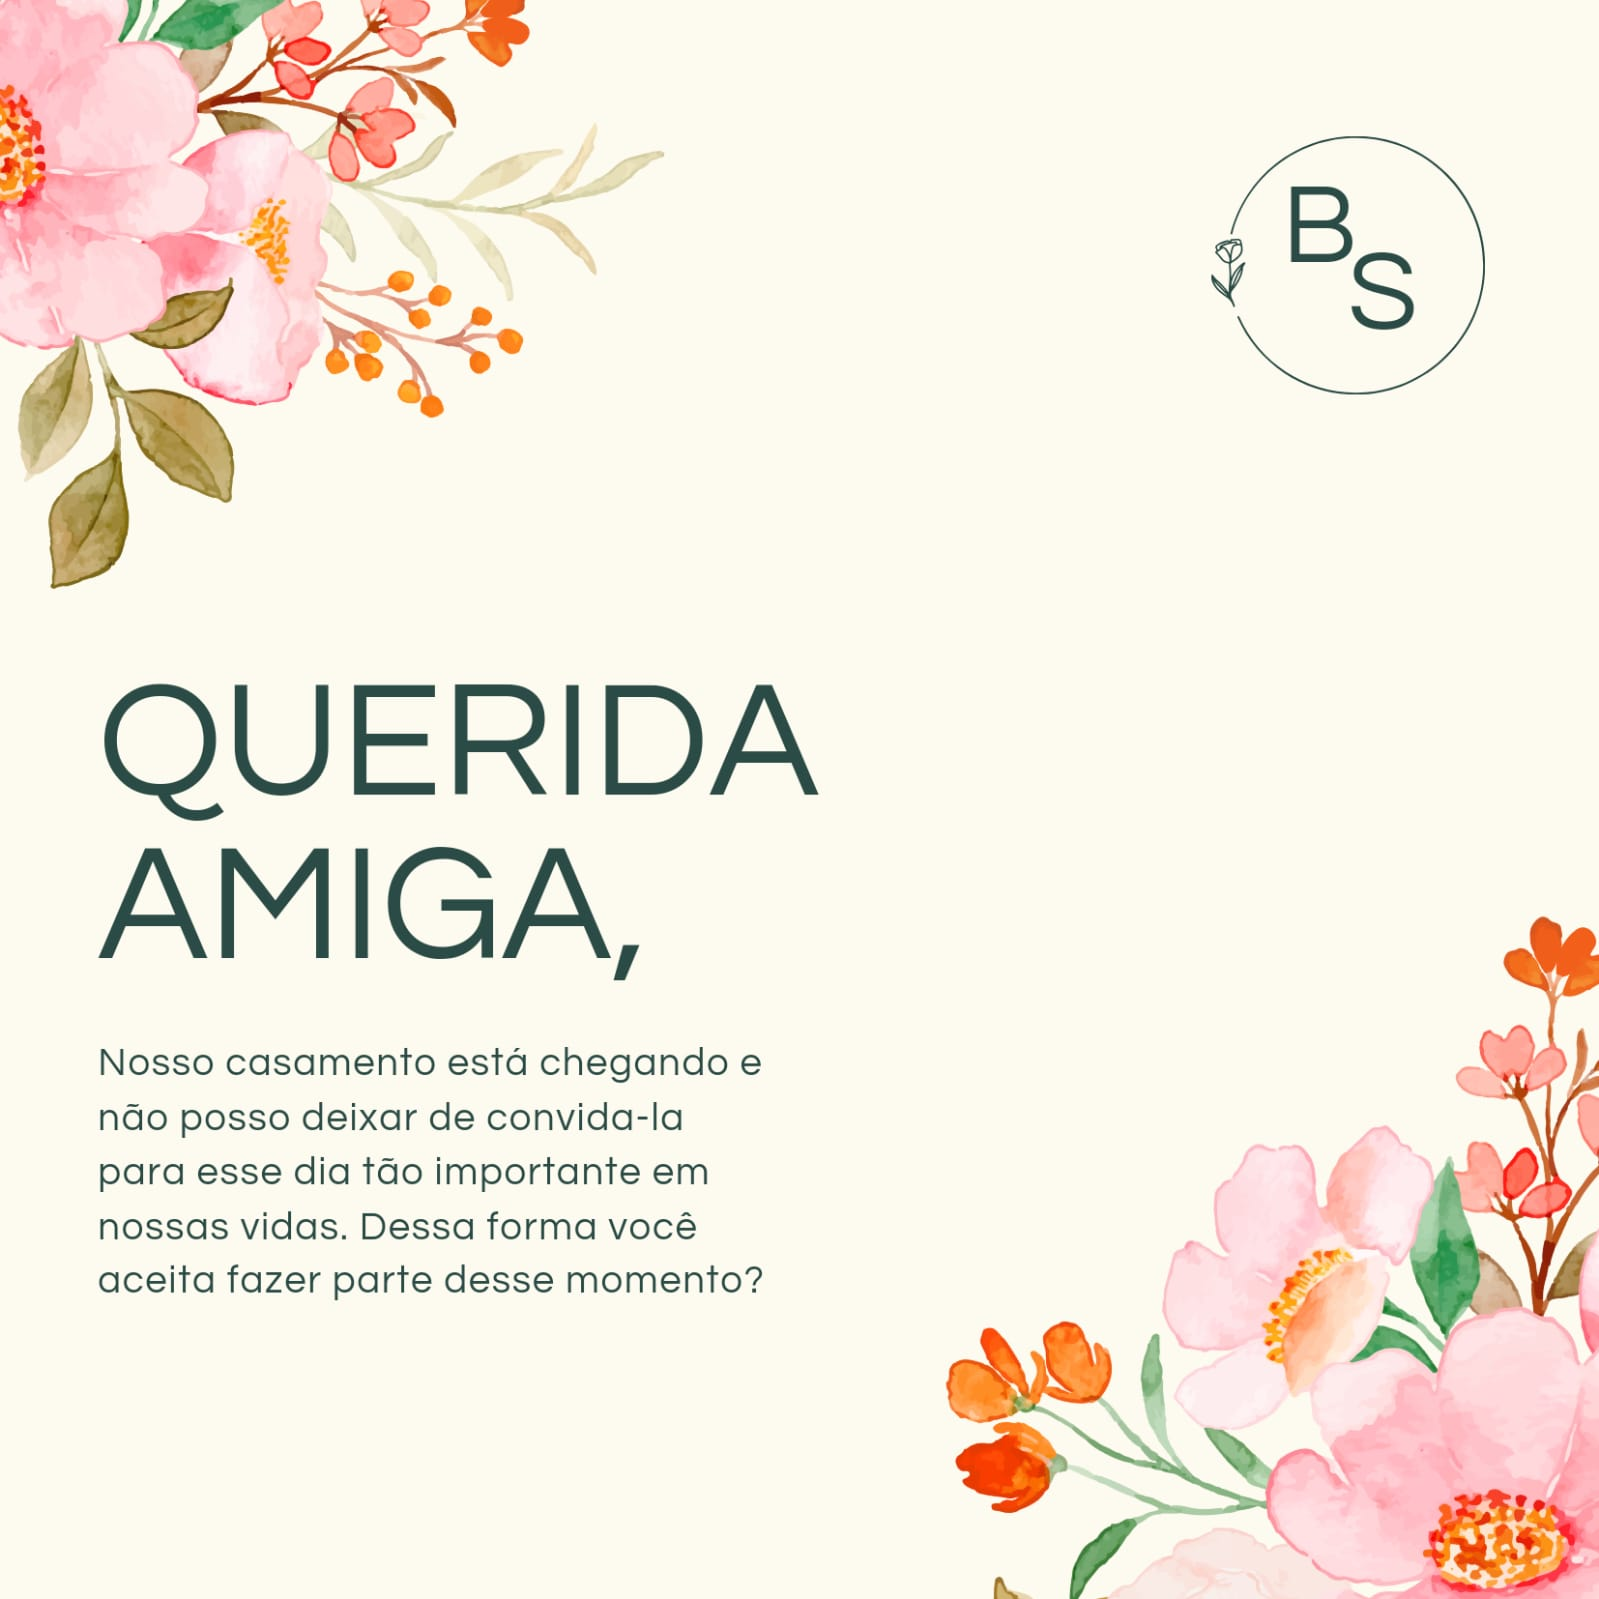 B
S
QUERIDA
AMIGA,
Nosso casamento está chegando e
não posso deixar de convida-la
para esse dia tão importante em
nossas vidas. Dessa forma você
aceita fazer parte desse momento?